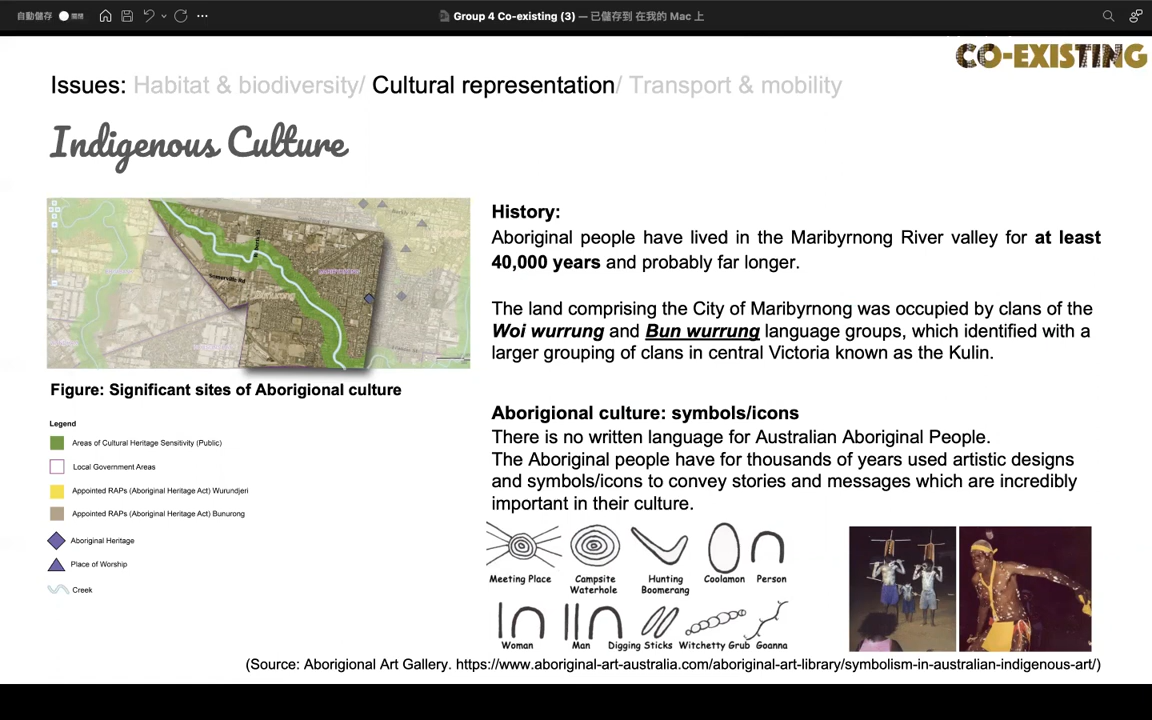 自動儲存
Group 4 Co-existing (3) — 已儲存到 在我的 Mac 上
CO-EXISTING
Issues: Habitat & biodiversity/ Cultural representation/ Transport & mobility
Indigenous Culture
Somerville Rd
Figure: Significant sites of Aborigional culture
Legend
Areas of Cultural Heritage Sensitivity (Public)
Local Government Areas
Appointed RAPs (Aboriginal Heritage Act) Wurundjeri
Appointed RAPs (Aboriginal Heritage Act) Bunurong
Aboriginal Heritage
Place of Worship
Creek
History:
Aboriginal people have lived in the Maribyrnong River valley for at least
40,000 years and probably far longer.
The land comprising the City of Maribyrnong was occupied by clans of the
Woi wurrung and Bun wurrung language groups, which identified with a
larger grouping of clans in central Victoria known as the Kulin.
Aborigional culture: symbols/icons
There is no written language for Australian Aboriginal People.
The Aboriginal people have for thousands of years used artistic designs
and symbols/icons to convey stories and messages which are incredibly
important in their culture.
Meeting Place
Campsite
Waterhole
Hunting
Boomerang
Coolamon
Person
Woman
Man
Digging Sticks
Witchetty Grub
Goanna
(Source: Aborigional Art Gallery. https://www.aboriginal-art-australia.com/aboriginal-art-library/symbolism-in-australian-indigenous-art/)